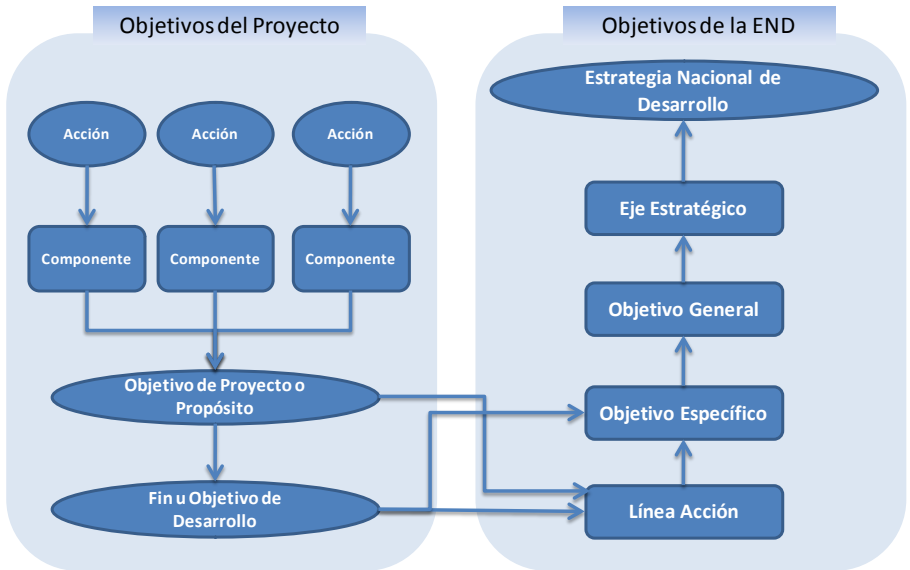 Objetivos del Proyecto
Acción
Acción
Acción
Componente
Componente
Componente
Objetivo de Proyecto o
Propósito
Fin u Objetivo de
Desarrollo
Objetivos de la END
Estrategia Nacional de
Desarrollo
Eje Estratégico
Objetivo General
Objetivo Específico
Línea Acción